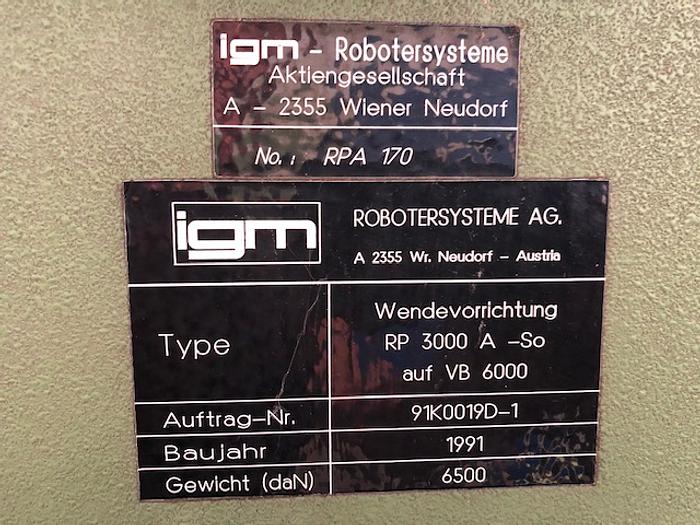 igm - Robotersysteme
Aktiengesellschaft
A - 2355 Wiener Neudorf
No.: RPA 170
igm
ROBOTERSYSTEME AG.
A 2355 Wr. Neudorf - Austria
Type
Wendevorrichtung
RP 3000 A -So
auf VB 6000
Auftrag-Nr. 91K0019D-1
Baujahr 1991
Gewicht (daN) 6500